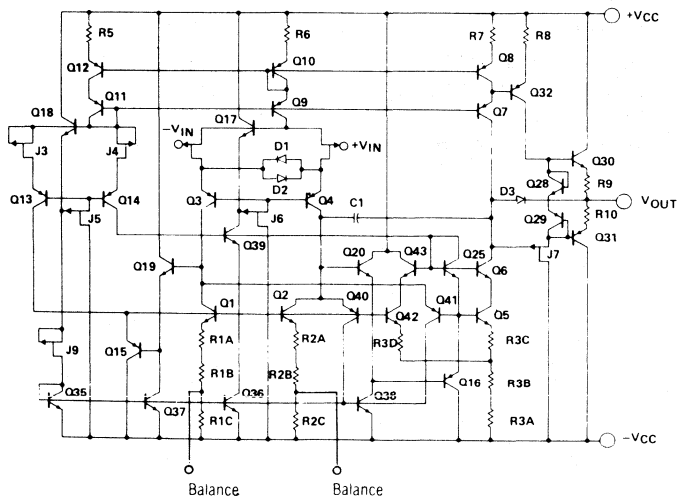 +VCC
R5
R6
R7
R8
Q12
Q10
Q8
Q32
Q11
Q9
Q7
Q18
Q17
J3
J4
-VIN
+VIN
D1
D2
Q30
Q28
R9
Q13
J5
Q14
Q3
J6
Q4
C1
D3
VOUT
Q29
R10
Q31
Q39
Q19
Q20
Q43
Q25
Q6
J7
Q1
Q2
Q40
Q42
Q41
Q5
J9
Q15
R1A
R2A
R3D
R3C
R1B
R2B
Q16
R3B
Q35
Q37
Q36
Q38
R1C
R2C
R3A
-VCC
Balance
Balance